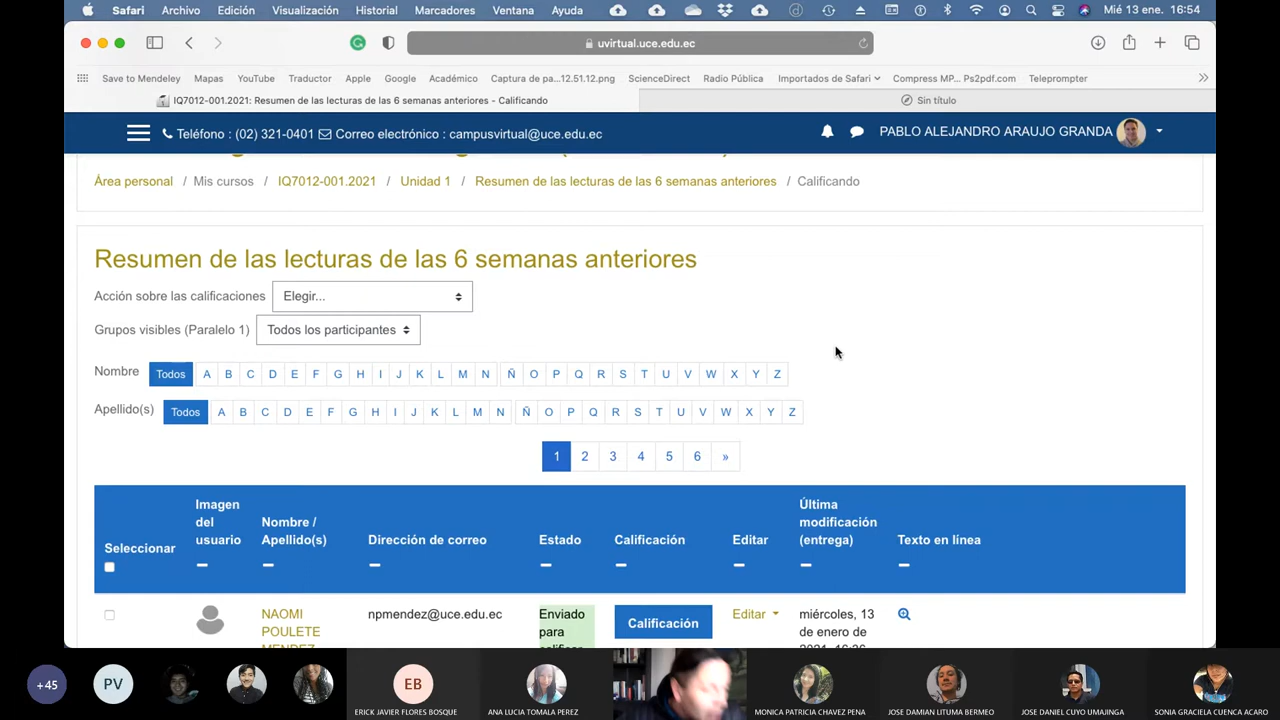 Safari Archivo Edición Visualización Historial Marcadores Ventana Ayuda Mié 13 ene. 16:54
uvirtual.uce.edu.ec
Save to Mendeley Mapas YouTube Traductor Apple Google Académico Captura de pa...12.51.12.png ScienceDirect Radio Pública Importados de Safari Compress MP... Ps2pdf.com Teleprompter
IQ7012-001.2021: Resumen de las lecturas de las 6 semanas anteriores - Calificando Sin título
Teléfono : (02) 321-0401 Correo electrónico : campusvirtual@uce.edu.ec PABLO ALEJANDRO ARAUJO GRANDA
Área personal / Mis cursos / IQ7012-001.2021 / Unidad 1 / Resumen de las lecturas de las 6 semanas anteriores / Calificando
Resumen de las lecturas de las 6 semanas anteriores
Acción sobre las calificaciones Elegir...
Grupos visibles (Paralelo 1) Todos los participantes
Nombre Todos A B C D E F G H I J K L M N Ñ O P Q R S T U V W X Y Z
Apellido(s) Todos A B C D E F G H I J K L M N Ñ O P Q R S T U V W X Y Z
1 2 3 4 5 6 »
Seleccionar
Imagen
del
usuario
Nombre /
Apellido(s)
Dirección de correo
Estado
Calificación
Editar
Última
modificación
(entrega)
Texto en línea
NAOMI
POULETE
MENDEZ
npmendez@uce.edu.ec
Enviado
para
calificar
Calificación
Editar
miércoles, 13
de enero de
2021, 16:36
+45 PV EB
ERICK JAVIER FLORES BOSQUE ANA LUCIA TOMALA PEREZ MONICA PATRICIA CHAVEZ PENA JOSE DAMIAN LITUMA BERMEO JOSE DANIEL CUYO UMAJINGA SONIA GRACIELA CUENCA ACARO